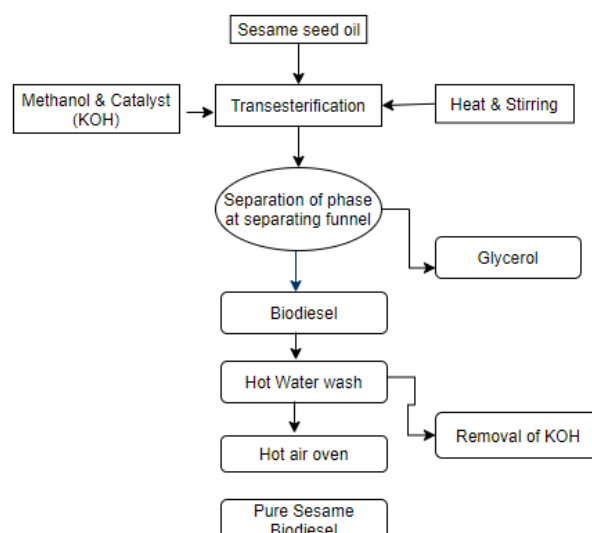 Sesame seed oil
Methanol & Catalyst
(KOH)
Transesterification
Heat & Stirring
Separation of phase
at separating funnel
Glycerol
Biodiesel
Hot Water wash
Removal of KOH
Hot air oven
Pure Sesame
Biodiesel